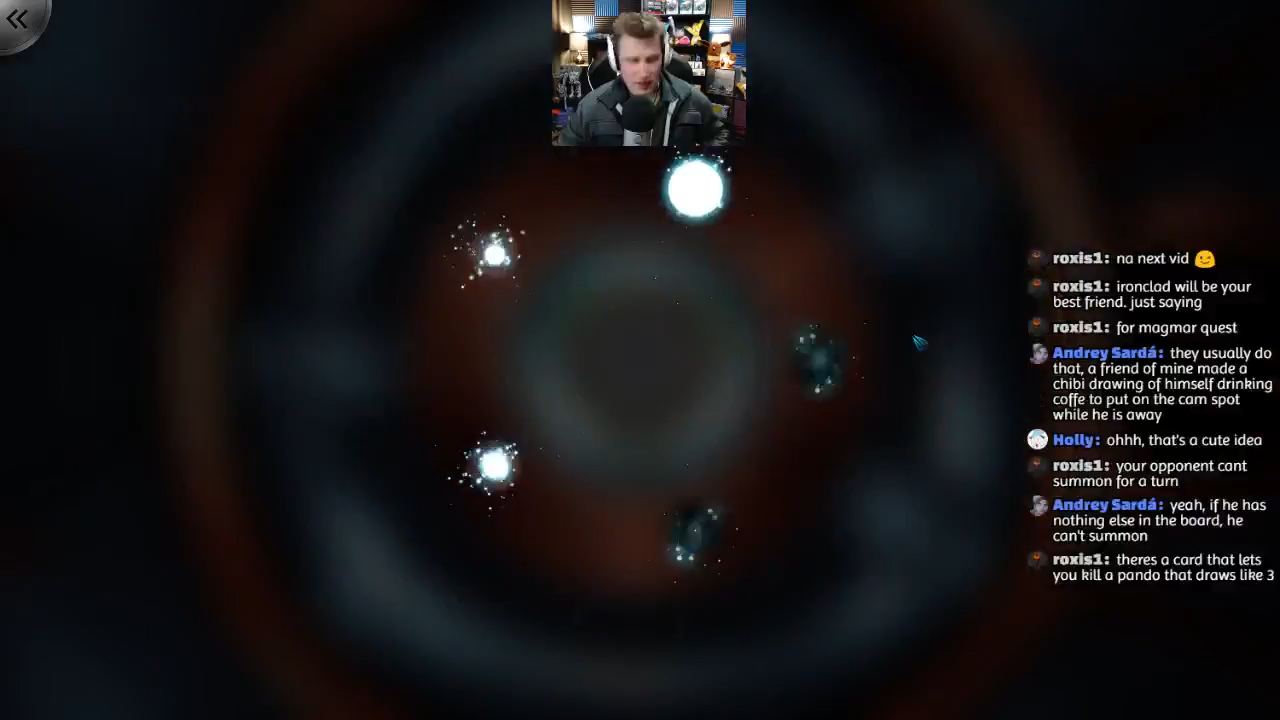 roxis1: na next vid
roxis1: ironclad will be your
best friend. just saying
roxis1: for magmar quest
Andrey Sardá: they usually do
that, a friend of mine made a
chibi drawing of himself drinking
coffe to put on the cam spot
while he is away
Holly: ohhh, that's a cute idea
roxis1: your opponent cant
summon for a turn
Andrey Sardá: yeah, if he has
nothing else in the board, he
can't summon
roxis1: theres a card that lets
you kill a pando that draws like 3